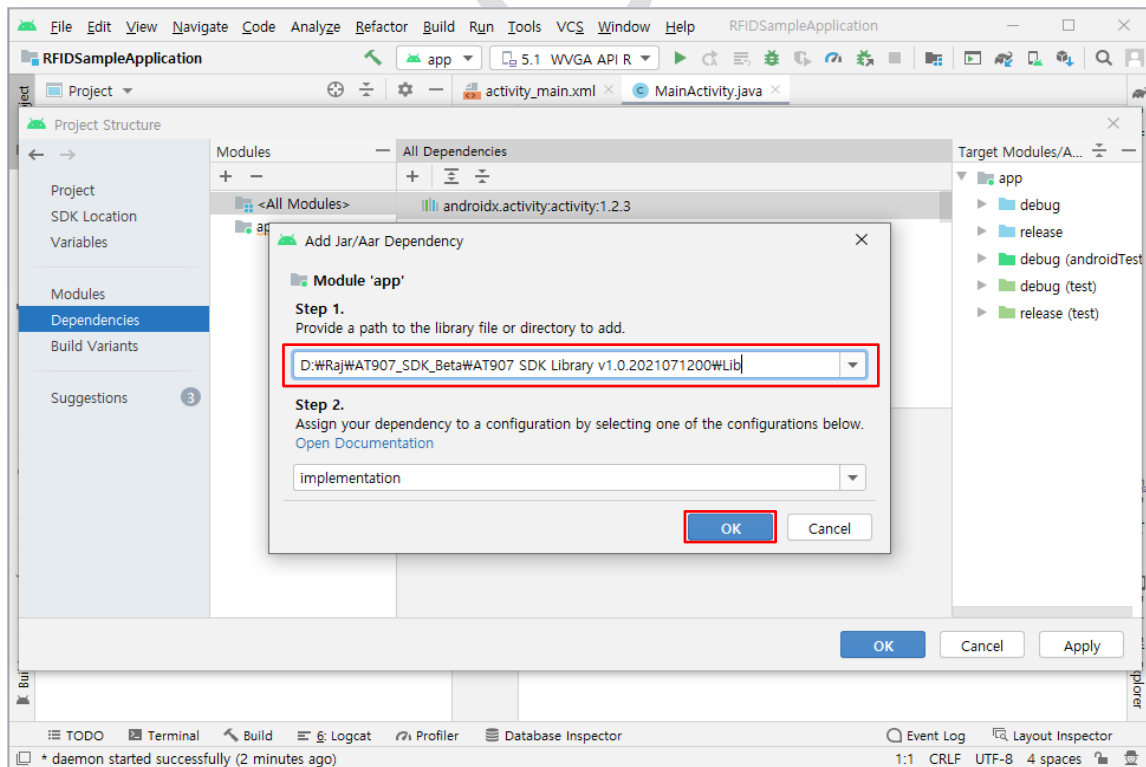 File Edit View Navigate Code Analyze Refactor Build Run Tools VCS Window Help RFIDSampleApplication
RFIDSampleApplication app 5.1 WVGA API R
Project activity_main.xml MainActivity.java
Project Structure
Modules All Dependencies Target Modules/A...
Project <All Modules> androidx.activity:activity:1.2.3 app
SDK Location debug
Variables release
Add Jar/Aar Dependency
debug (androidTest
Module 'app'
debug (test)
Modules Step 1.
release (test)
Dependencies Provide a path to the library file or directory to add.
Build Variants
D:₩Raj₩AT907_SDK_Beta₩AT907 SDK Library v1.0.2021071200₩Lib
Suggestions 3 Step 2.
Assign your dependency to a configuration by selecting one of the configurations below.
Open Documentation
implementation
OK Cancel
OK Cancel Apply
TODO Terminal Build 6: Logcat Profiler Database Inspector Event Log Layout Inspector
* daemon started successfully (2 minutes ago) 1:1 CRLF UTF-8 4 spaces